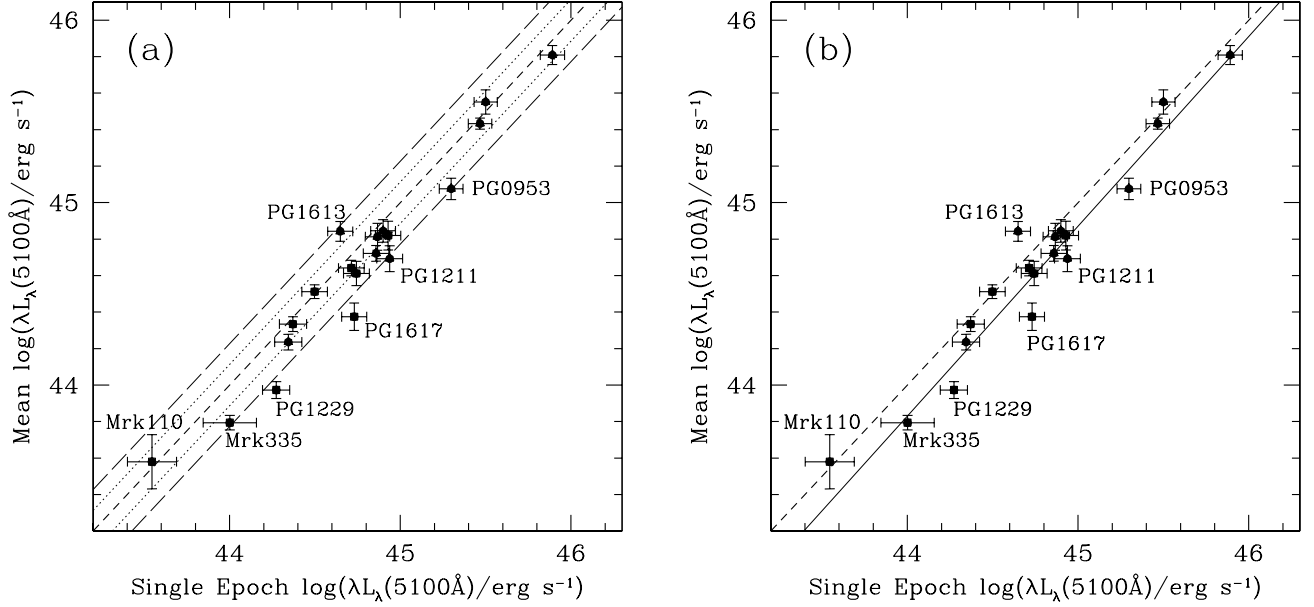 (a)
46
45
44
44
45
46
Mean log(λLλ(5100Å)/erg s⁻¹)
Single Epoch log(λLλ(5100Å)/erg s⁻¹)
PG0953
PG1613
PG1211
PG1617
PG1229
Mrk110
Mrk335
(b)
46
45
44
44
45
46
Mean log(λLλ(5100Å)/erg s⁻¹)
Single Epoch log(λLλ(5100Å)/erg s⁻¹)
PG0953
PG1613
PG1211
PG1617
PG1229
Mrk110
Mrk335